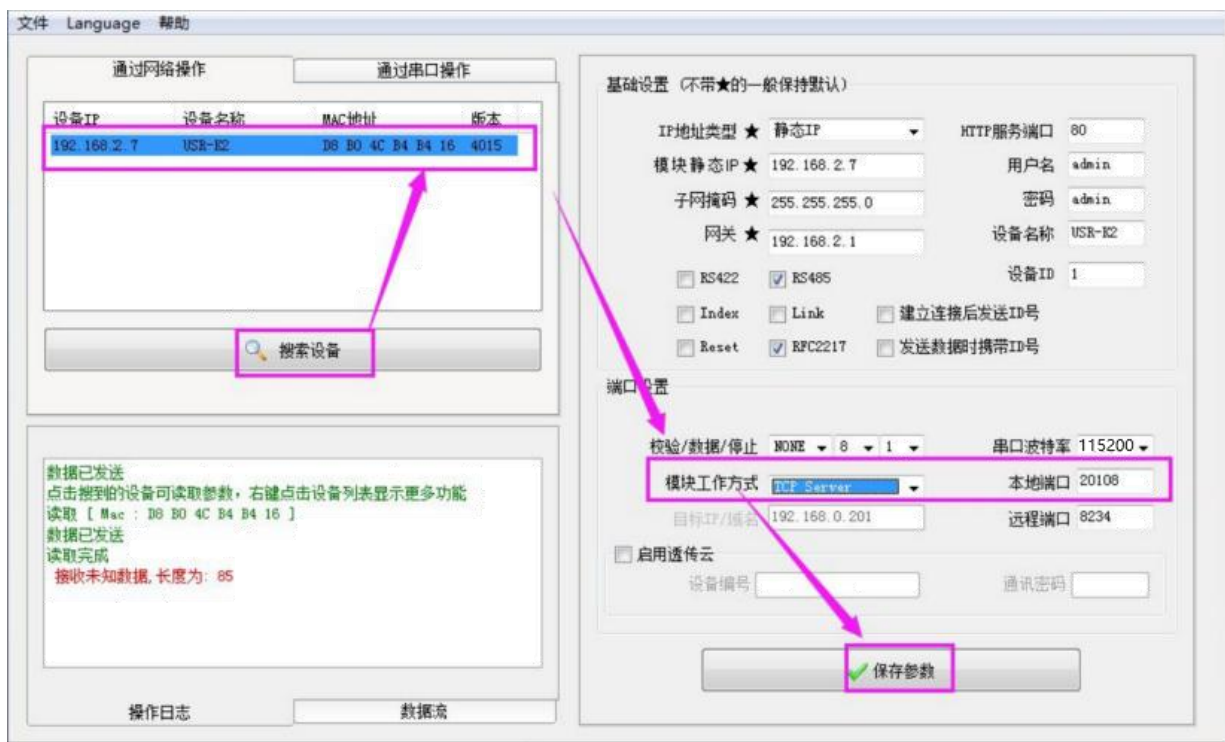 文件 Language 帮助
通过网络操作 通过串口操作
设备IP 设备名称 MAC地址 版本
192.168.2.7 USR-K2 D8 B0 4C B4 B4 16 4015
搜索设备
数据已发送
点击搜到的设备可读取参数，右键点击设备列表显示更多功能
读取 [ Mac : D8 B0 4C B4 B4 16 ]
数据已发送
读取完成
接收未知数据,长度为: 85
操作日志 数据流
基础设置 (不带★的一般保持默认)
IP地址类型 ★ 静态IP HTTP服务端口 80
模块静态IP★ 192.168.2.7 用户名 admin
子网掩码 ★ 255.255.255.0 密码 admin
网关 ★ 192.168.2.1 设备名称 USR-K2
RS422 RS485 设备ID 1
Index Link 建立连接后发送ID号
Reset RFC2217 发送数据时携带ID号
端口设置
校验/数据/停止 NONE 8 1 串口波特率 115200
模块工作方式 TCP Server 本地端口 20108
目标IP/域名 192.168.0.201 远程端口 8234
启用透传云
设备编号 通讯密码
保存参数